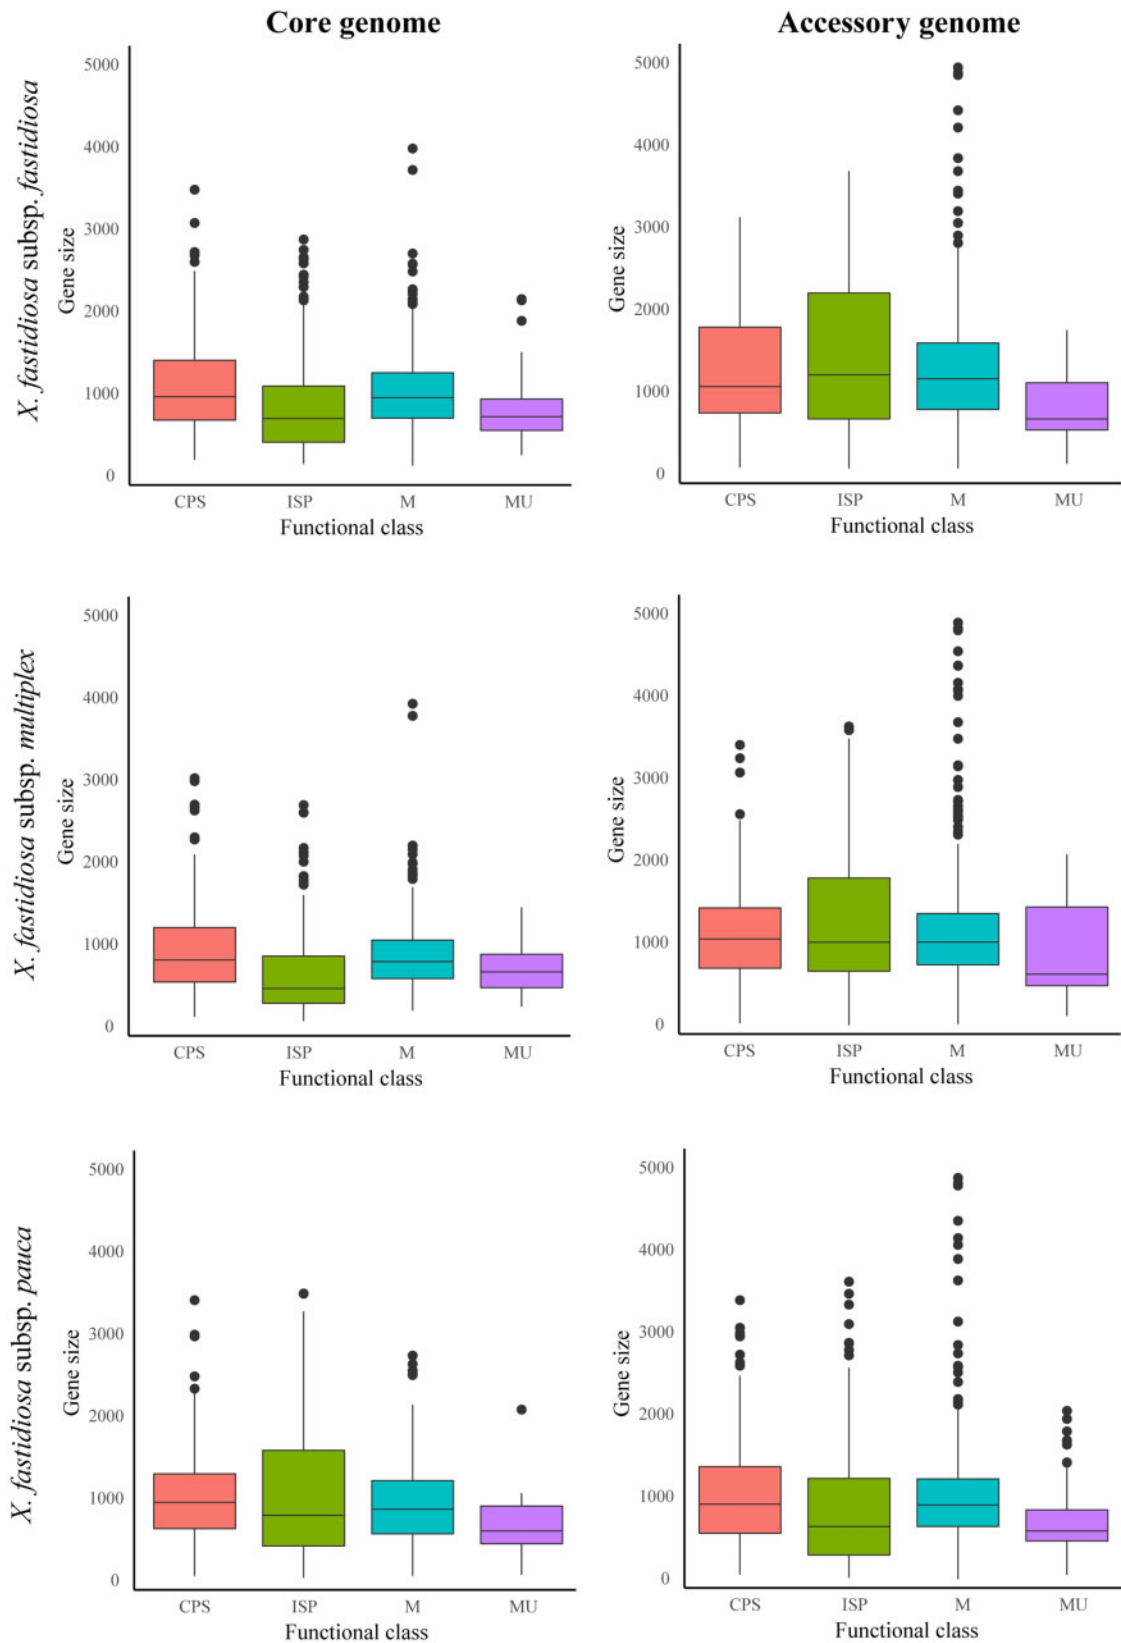 Core genome
Accessory genome
X. fastidiosa subsp. fastidiosa
Gene size
5000
4000
3000
2000
1000
0
CPS ISP M MU
Functional class
Gene size
5000
4000
3000
2000
1000
0
CPS ISP M MU
Functional class
X. fastidiosa subsp. multiplex
Gene size
5000
4000
3000
2000
1000
0
CPS ISP M MU
Functional class
Gene size
5000
4000
3000
2000
1000
0
CPS ISP M MU
Functional class
X. fastidiosa subsp. pauca
Gene size
5000
4000
3000
2000
1000
0
CPS ISP M MU
Functional class
Gene size
5000
4000
3000
2000
1000
0
CPS ISP M MU
Functional class